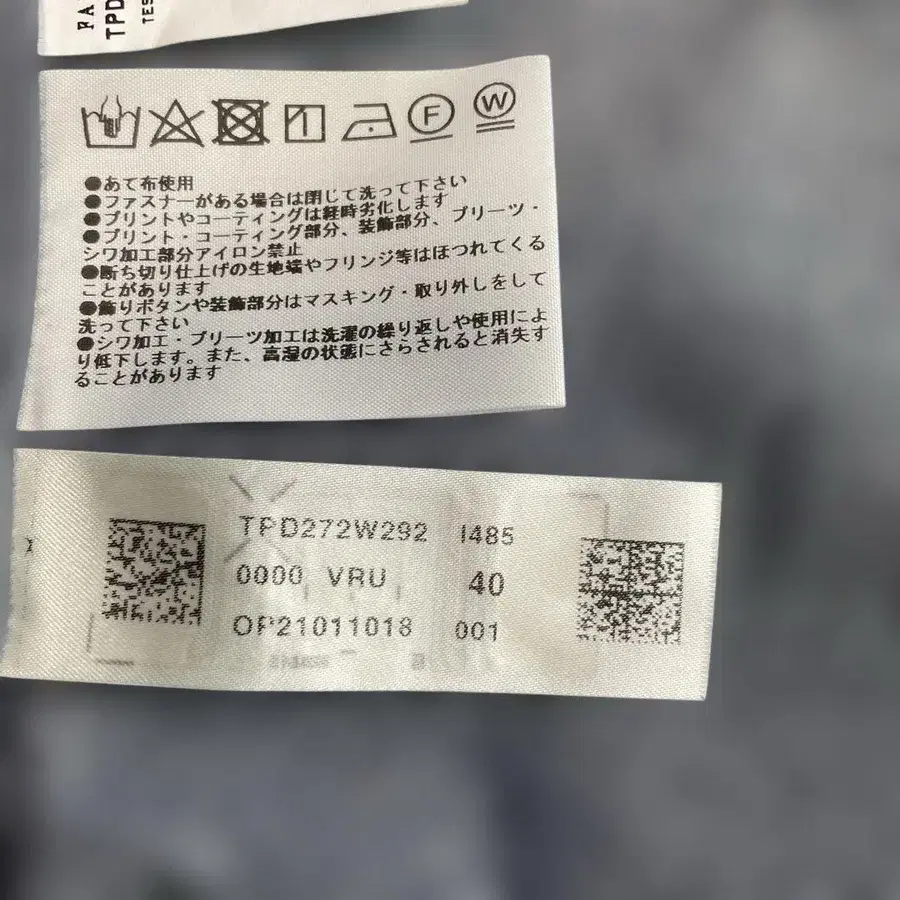 FA
TPD
TES
F
W
●あて布使用
●ファスナーがある場合は閉じて洗って下さい
●プリントやコーティングは経時劣化します
●プリント・コーティング部分、装飾部分、プリーツ・
シワ加工部分アイロン禁止
●断ち切り仕上げの生地端やフリンジ等はほつれてくる
ことがあります
●飾りボタンや装飾部分はマスキング・取り外しをして
洗って下さい
●シワ加工・プリーツ加工は洗濯の繰り返しや使用によ
り低下します。また、高湿の状態にさらされると消失す
ることがあります
TPD272W292 I485
0000 VRU 40
OP21011018 001